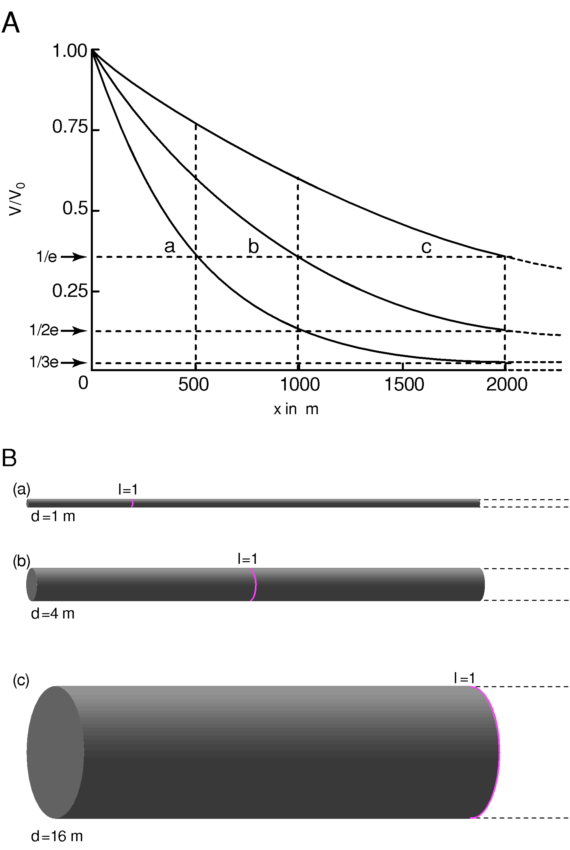 A
1.00
0.75
V/V0
0.5
1/e
a
b
c
0.25
1/2e
1/3e
0
500
1000
1500
2000
x in m
B
(a)
l=1
d=1 m
(b)
l=1
d=4 m
(c)
l=1
d=16 m